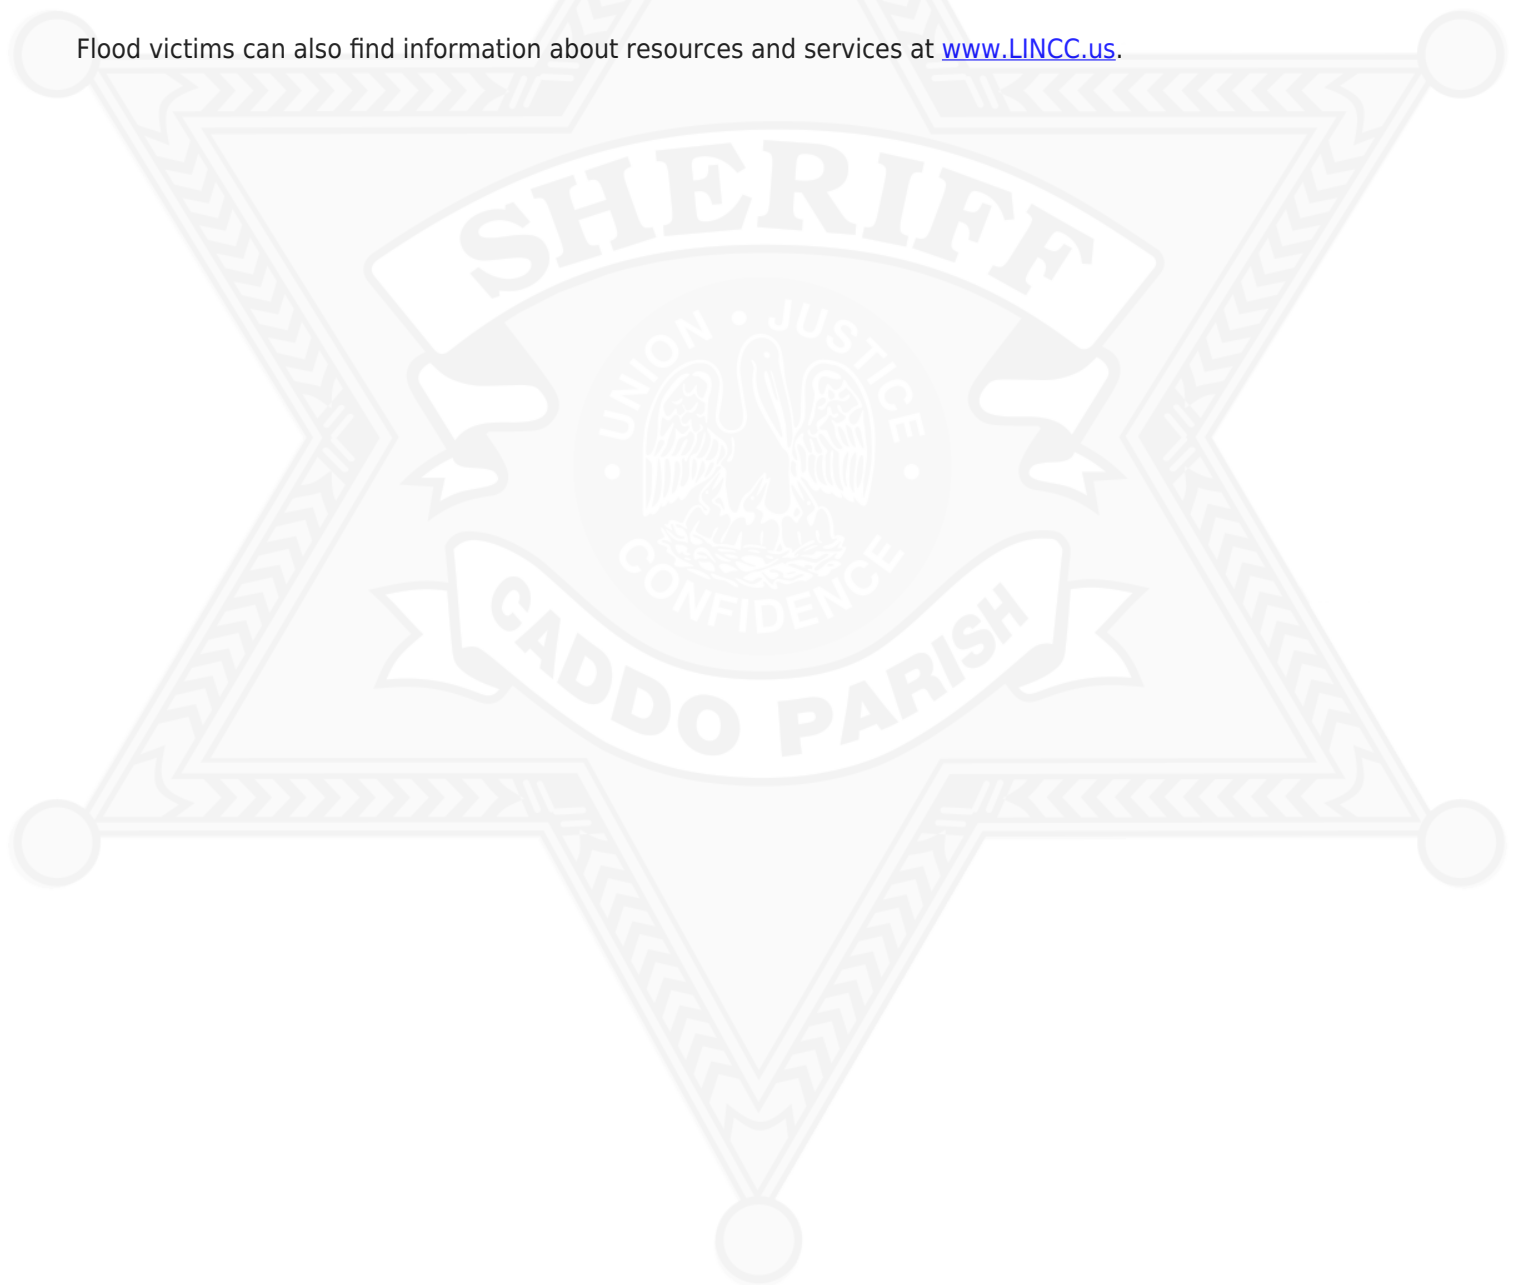 Flood victims can also find information about resources and services at www.LINCC.us.
SHERIFF
UNION • JUSTICE
• CONFIDENCE •
CADDO PARISH